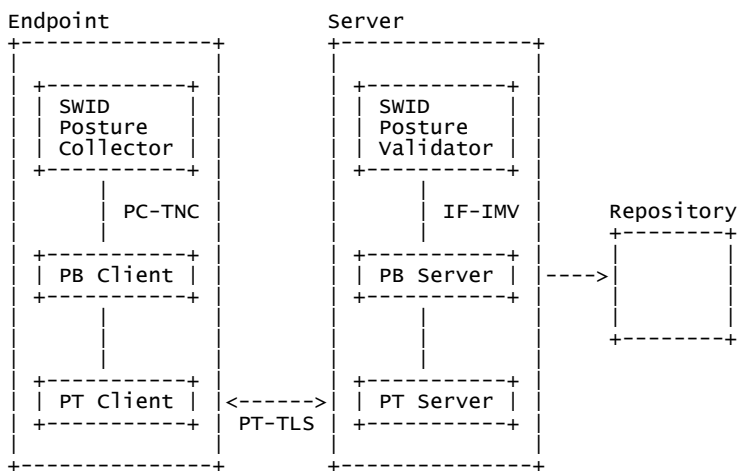 Endpoint Server
SWID SWID
Posture Posture
Collector Validator
PC-TNC IF-IMV Repository
PB Client PB Server ---->
PT Client <------> PT Server
PT-TLS